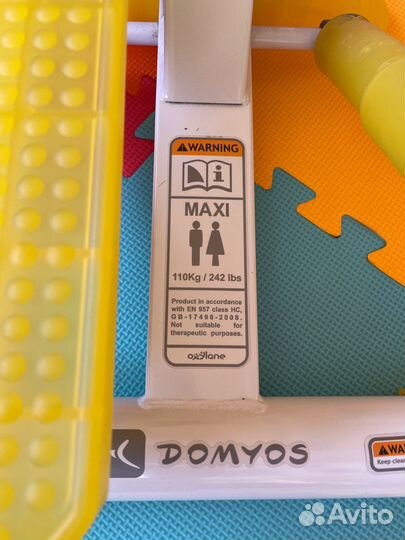 WARNING
i
MAXI
110Kg / 242 lbs
Product in accordance
with EN 957 class HC,
GB-17498-2008.
Not suitable for
therapeutic purposes.
oxylane
DOMYOS
Keep clear
Avito